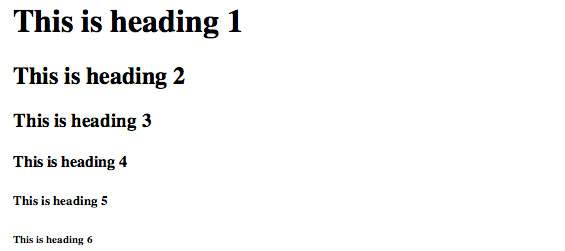 This is heading 1
This is heading 2
This is heading 3
This is heading 4
This is heading 5
This is heading 6